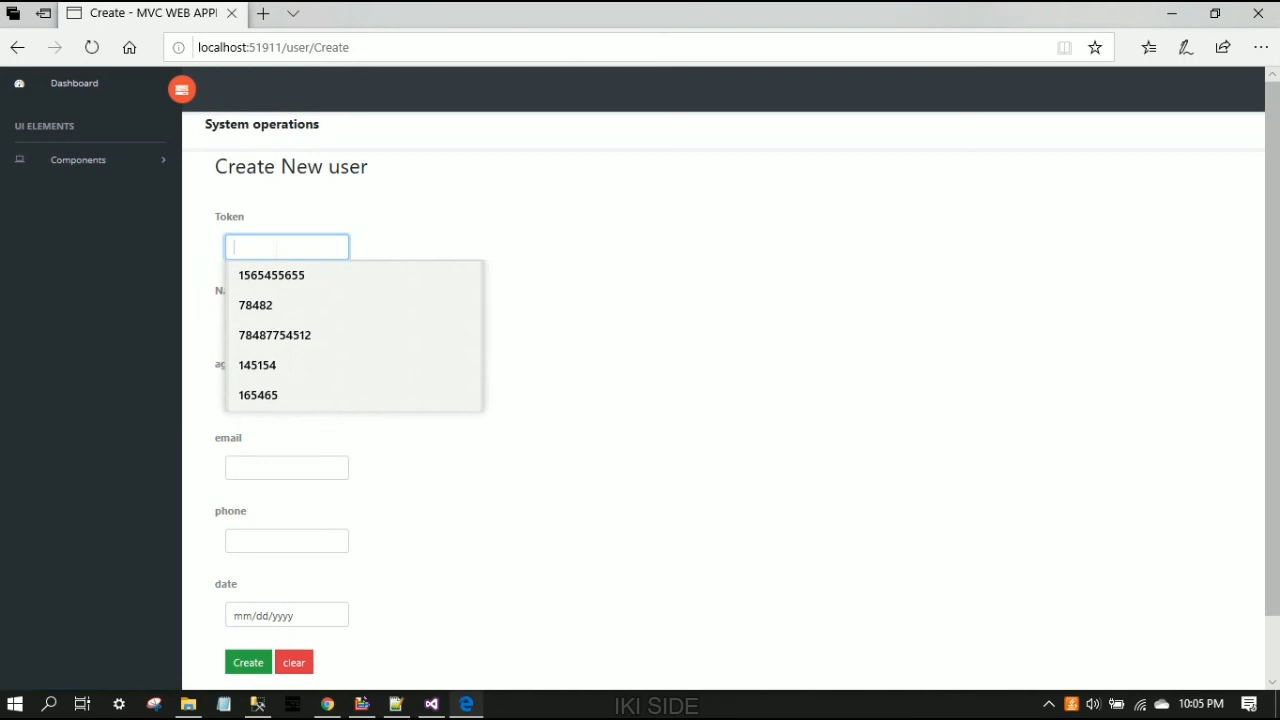 Create - MVC WEB APPI
localhost:51911/user/Create
Dashboard
UI ELEMENTS
Components
System operations
Create New user
Token
1565455655
78482
78487754512
145154
165465
email
phone
date
mm/dd/yyyy
Create
clear
IKI SIDE
10:05 PM